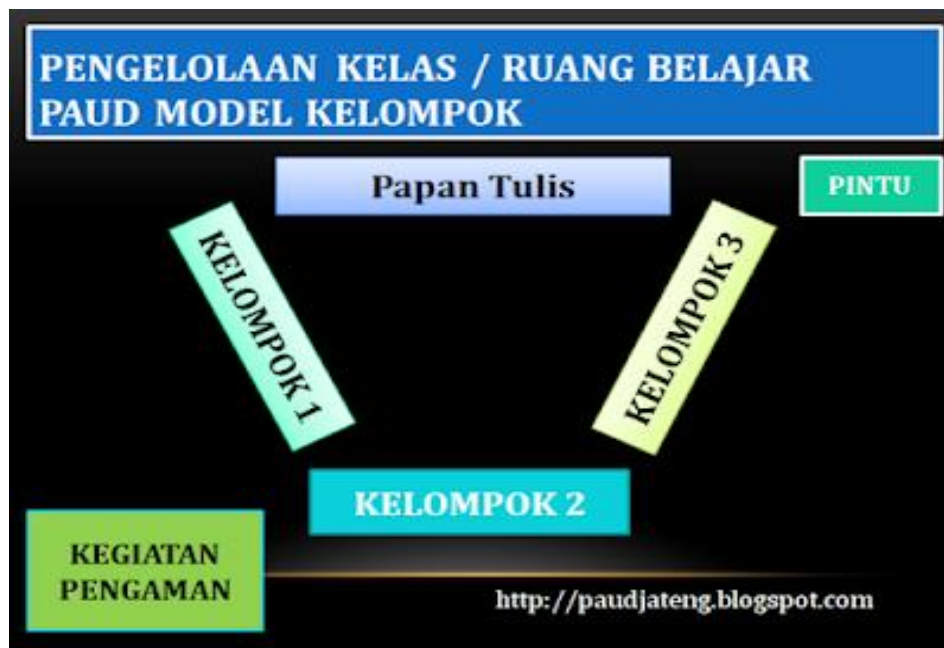 PENGELOLAAN KELAS / RUANG BELAJAR
PAUD MODEL KELOMPOK
Papan Tulis
PINTU
KELOMPOK 1
KELOMPOK 3
KELOMPOK 2
KEGIATAN
PENGAMAN
http://paudjateng.blogspot.com